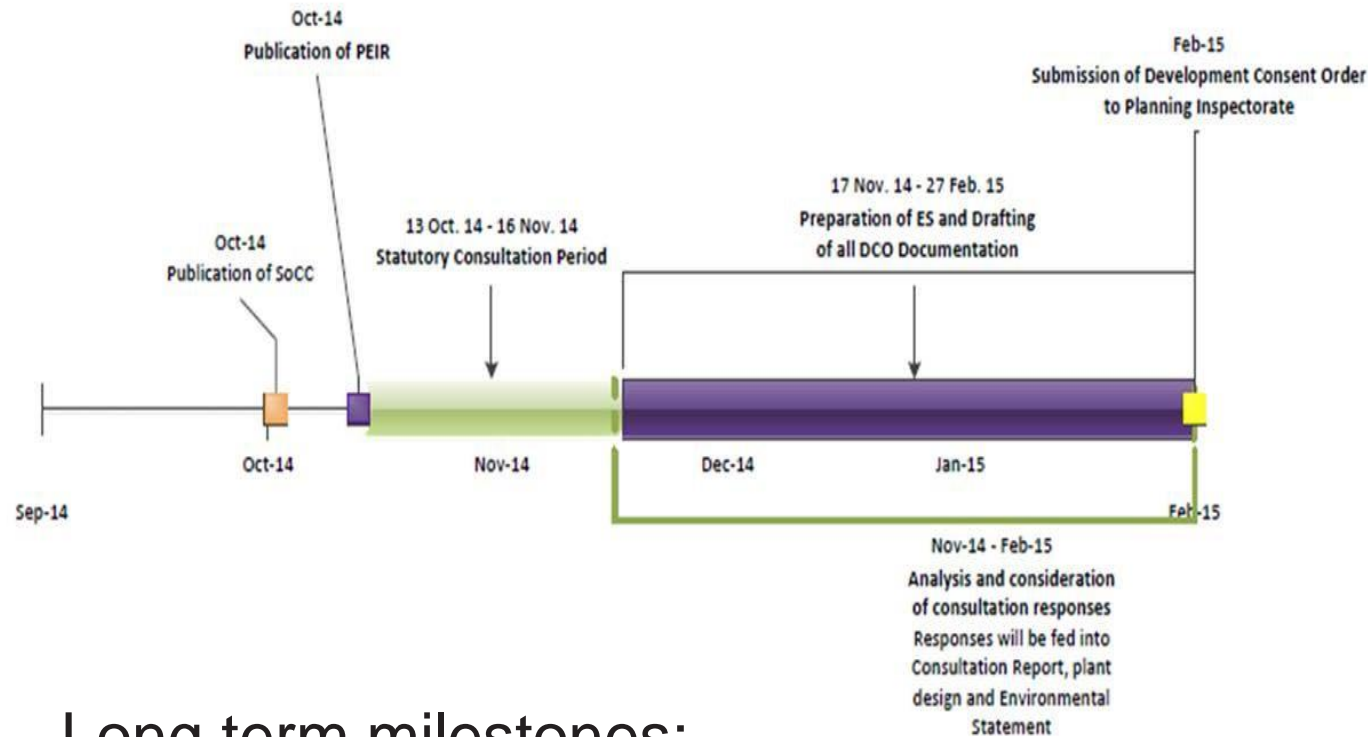 Oct-14
Publication of PEIR
Feb-15
Submission of Development Consent Order
to Planning Inspectorate
17 Nov. 14 - 27 Feb. 15
Preparation of ES and Drafting
of all DCO Documentation
13 Oct. 14 - 16 Nov. 14
Statutory Consultation Period
Oct-14
Publication of SoCC
Oct-14
Nov-14
Dec-14
Jan-15
Sep-14
Feb-15
Nov-14 - Feb-15
Analysis and consideration
of consultation responses
Responses will be fed into
Consultation Report, plant
design and Environmental
Statement
Long term milestones: